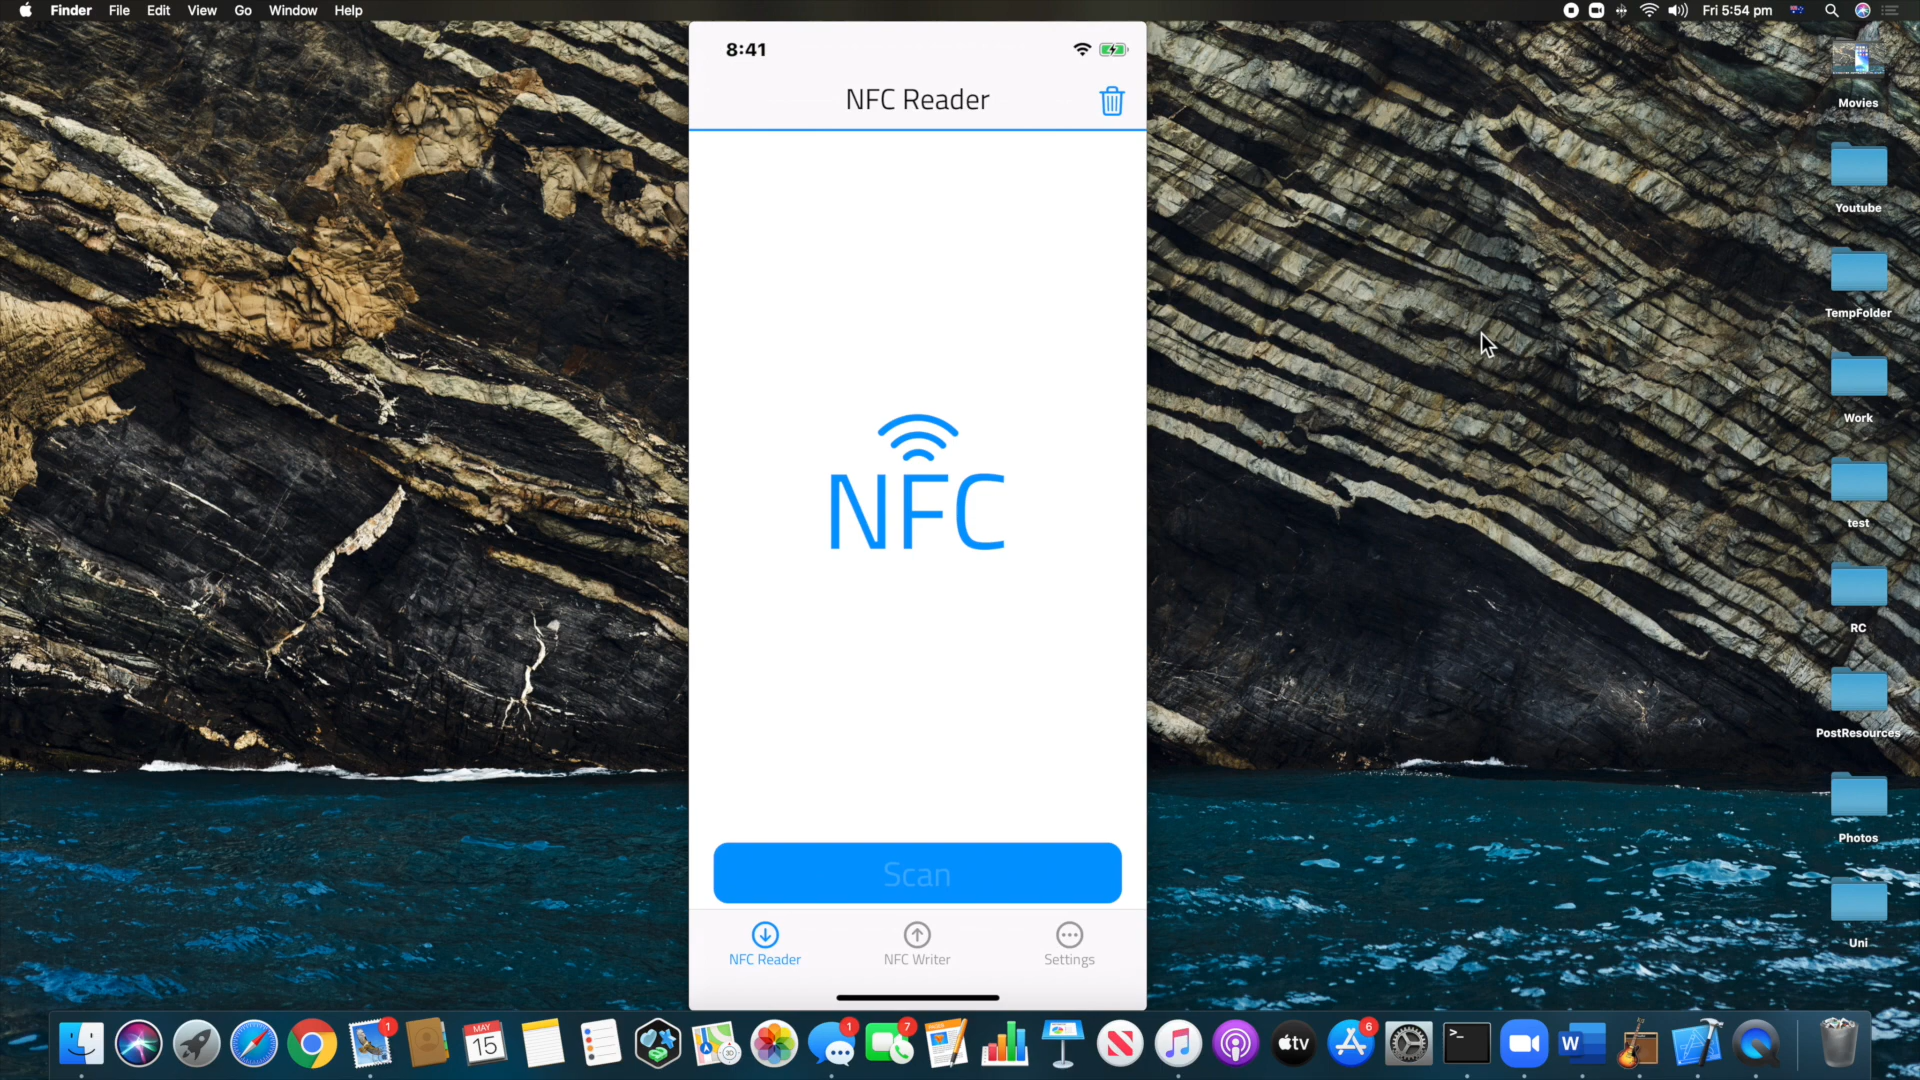 Finder File Edit View Go Window Help
Fri 5:54 pm
8:41
NFC Reader
NFC
Scan
NFC Reader
NFC Writer
Settings
Movies
Youtube
TempFolder
Work
test
RC
PostResources
Photos
Uni
1
MAY
15
3D
1
7
tv
6
>_
W